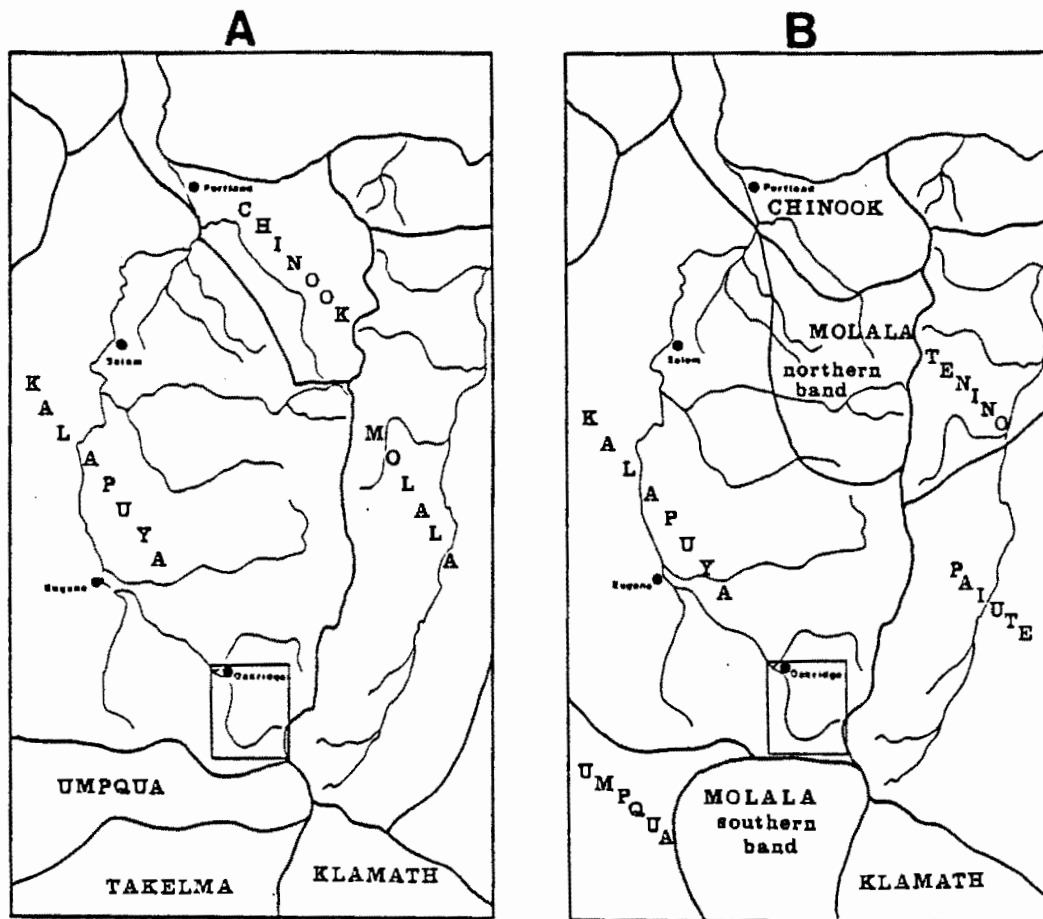 A
Portland
CHINOOK
Salem
KALAPUYA
MOLALA
Eugene
Oakridge
UMPQUA
TAKELMA
KLAMATH
B
Portland
CHINOOK
MOLALA
northern
band
TENINO
Salem
KALAPUYA
Eugene
PAIUTE
Oakridge
UMPQUA
MOLALA
southern
band
KLAMATH